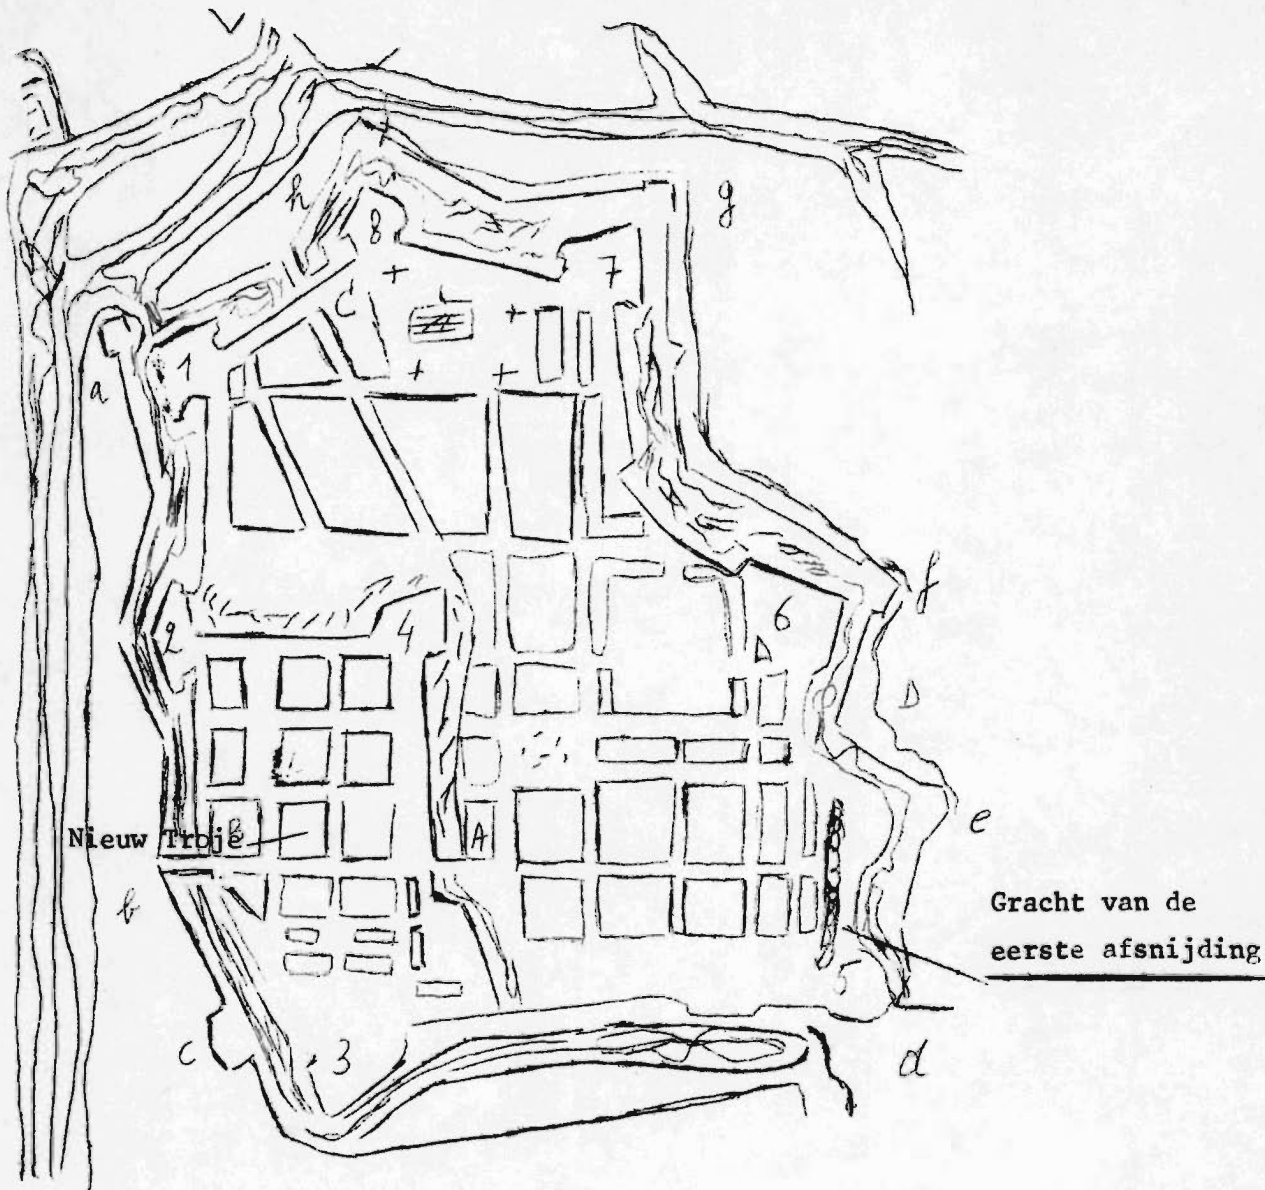 h
g
8
+
7
C
+
a
1
+
+
f
2
4
6
D
D
Nieuw Troje
B
A
e
b
Gracht van de
eerste afsnijding
5
c
3
d